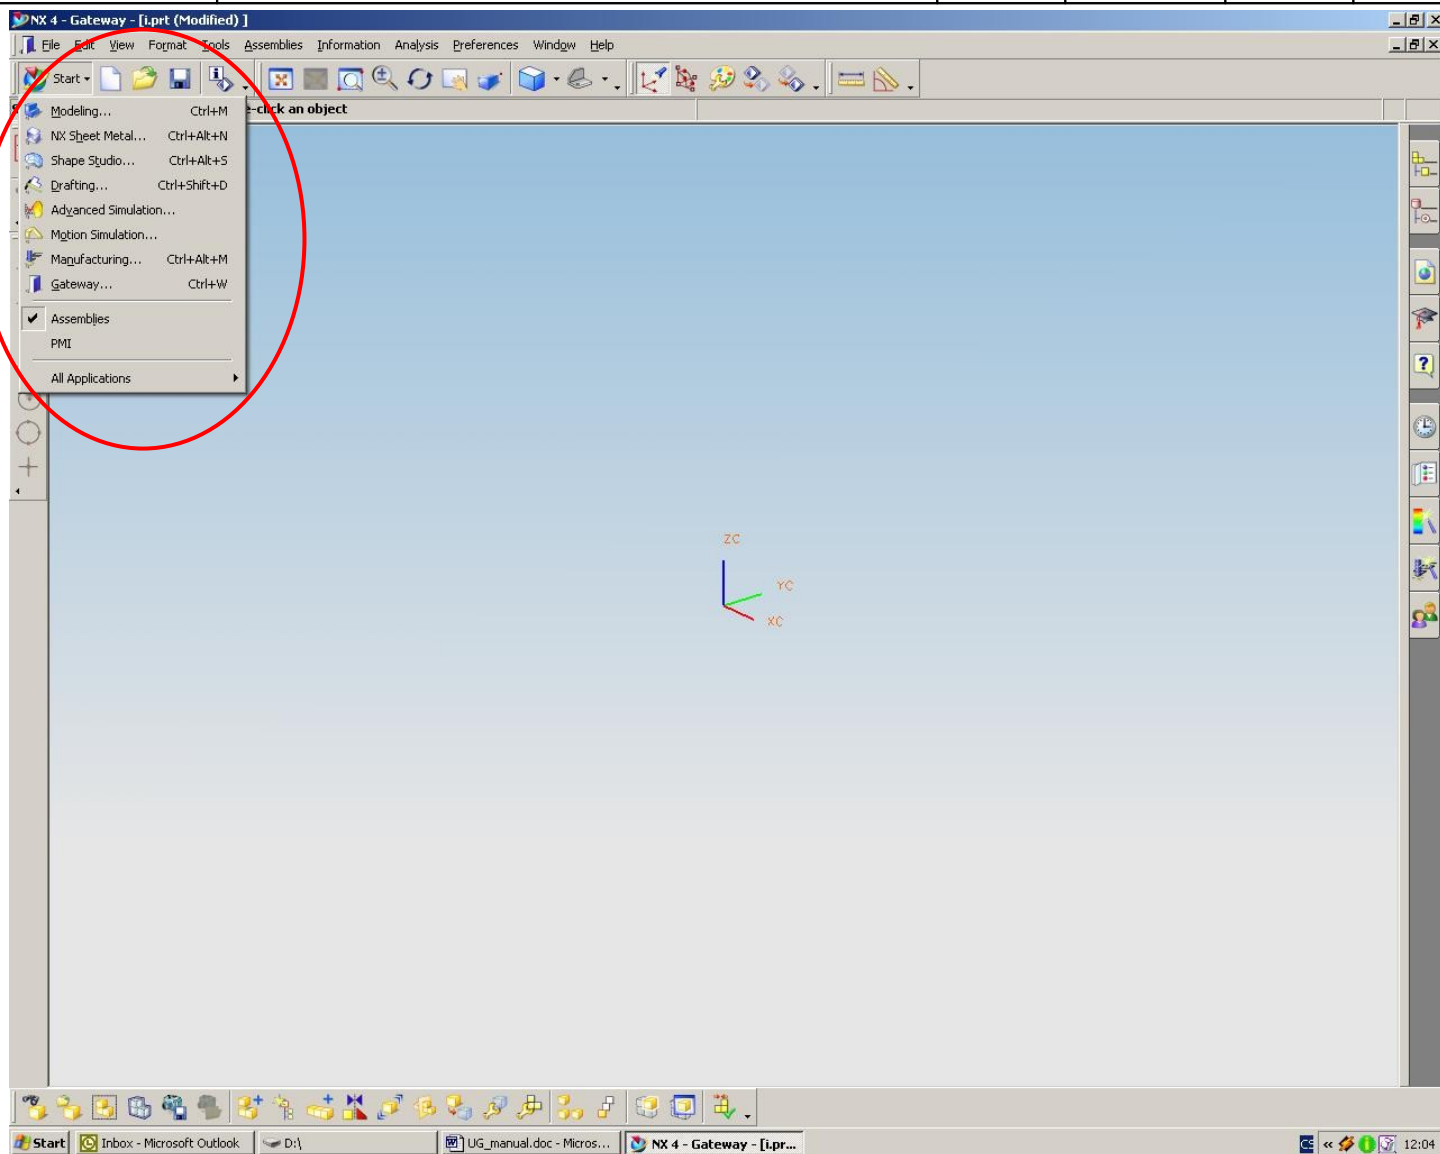 NX 4 - Gateway - [i.prt (Modified) ]
File Edit View Format Tools Assemblies Information Analysis Preferences Window Help
Start
e-click an object
Modeling... Ctrl+M
NX Sheet Metal... Ctrl+Alt+N
Shape Studio... Ctrl+Alt+S
Drafting... Ctrl+Shift+D
Advanced Simulation...
Motion Simulation...
Manufacturing... Ctrl+Alt+M
Gateway... Ctrl+W
Assemblies
PMI
All Applications
ZC
YC
XC
Start Inbox - Microsoft Outlook D:\ UG_manual.doc - Micros... NX 4 - Gateway - [i.pr... CS « 12:04